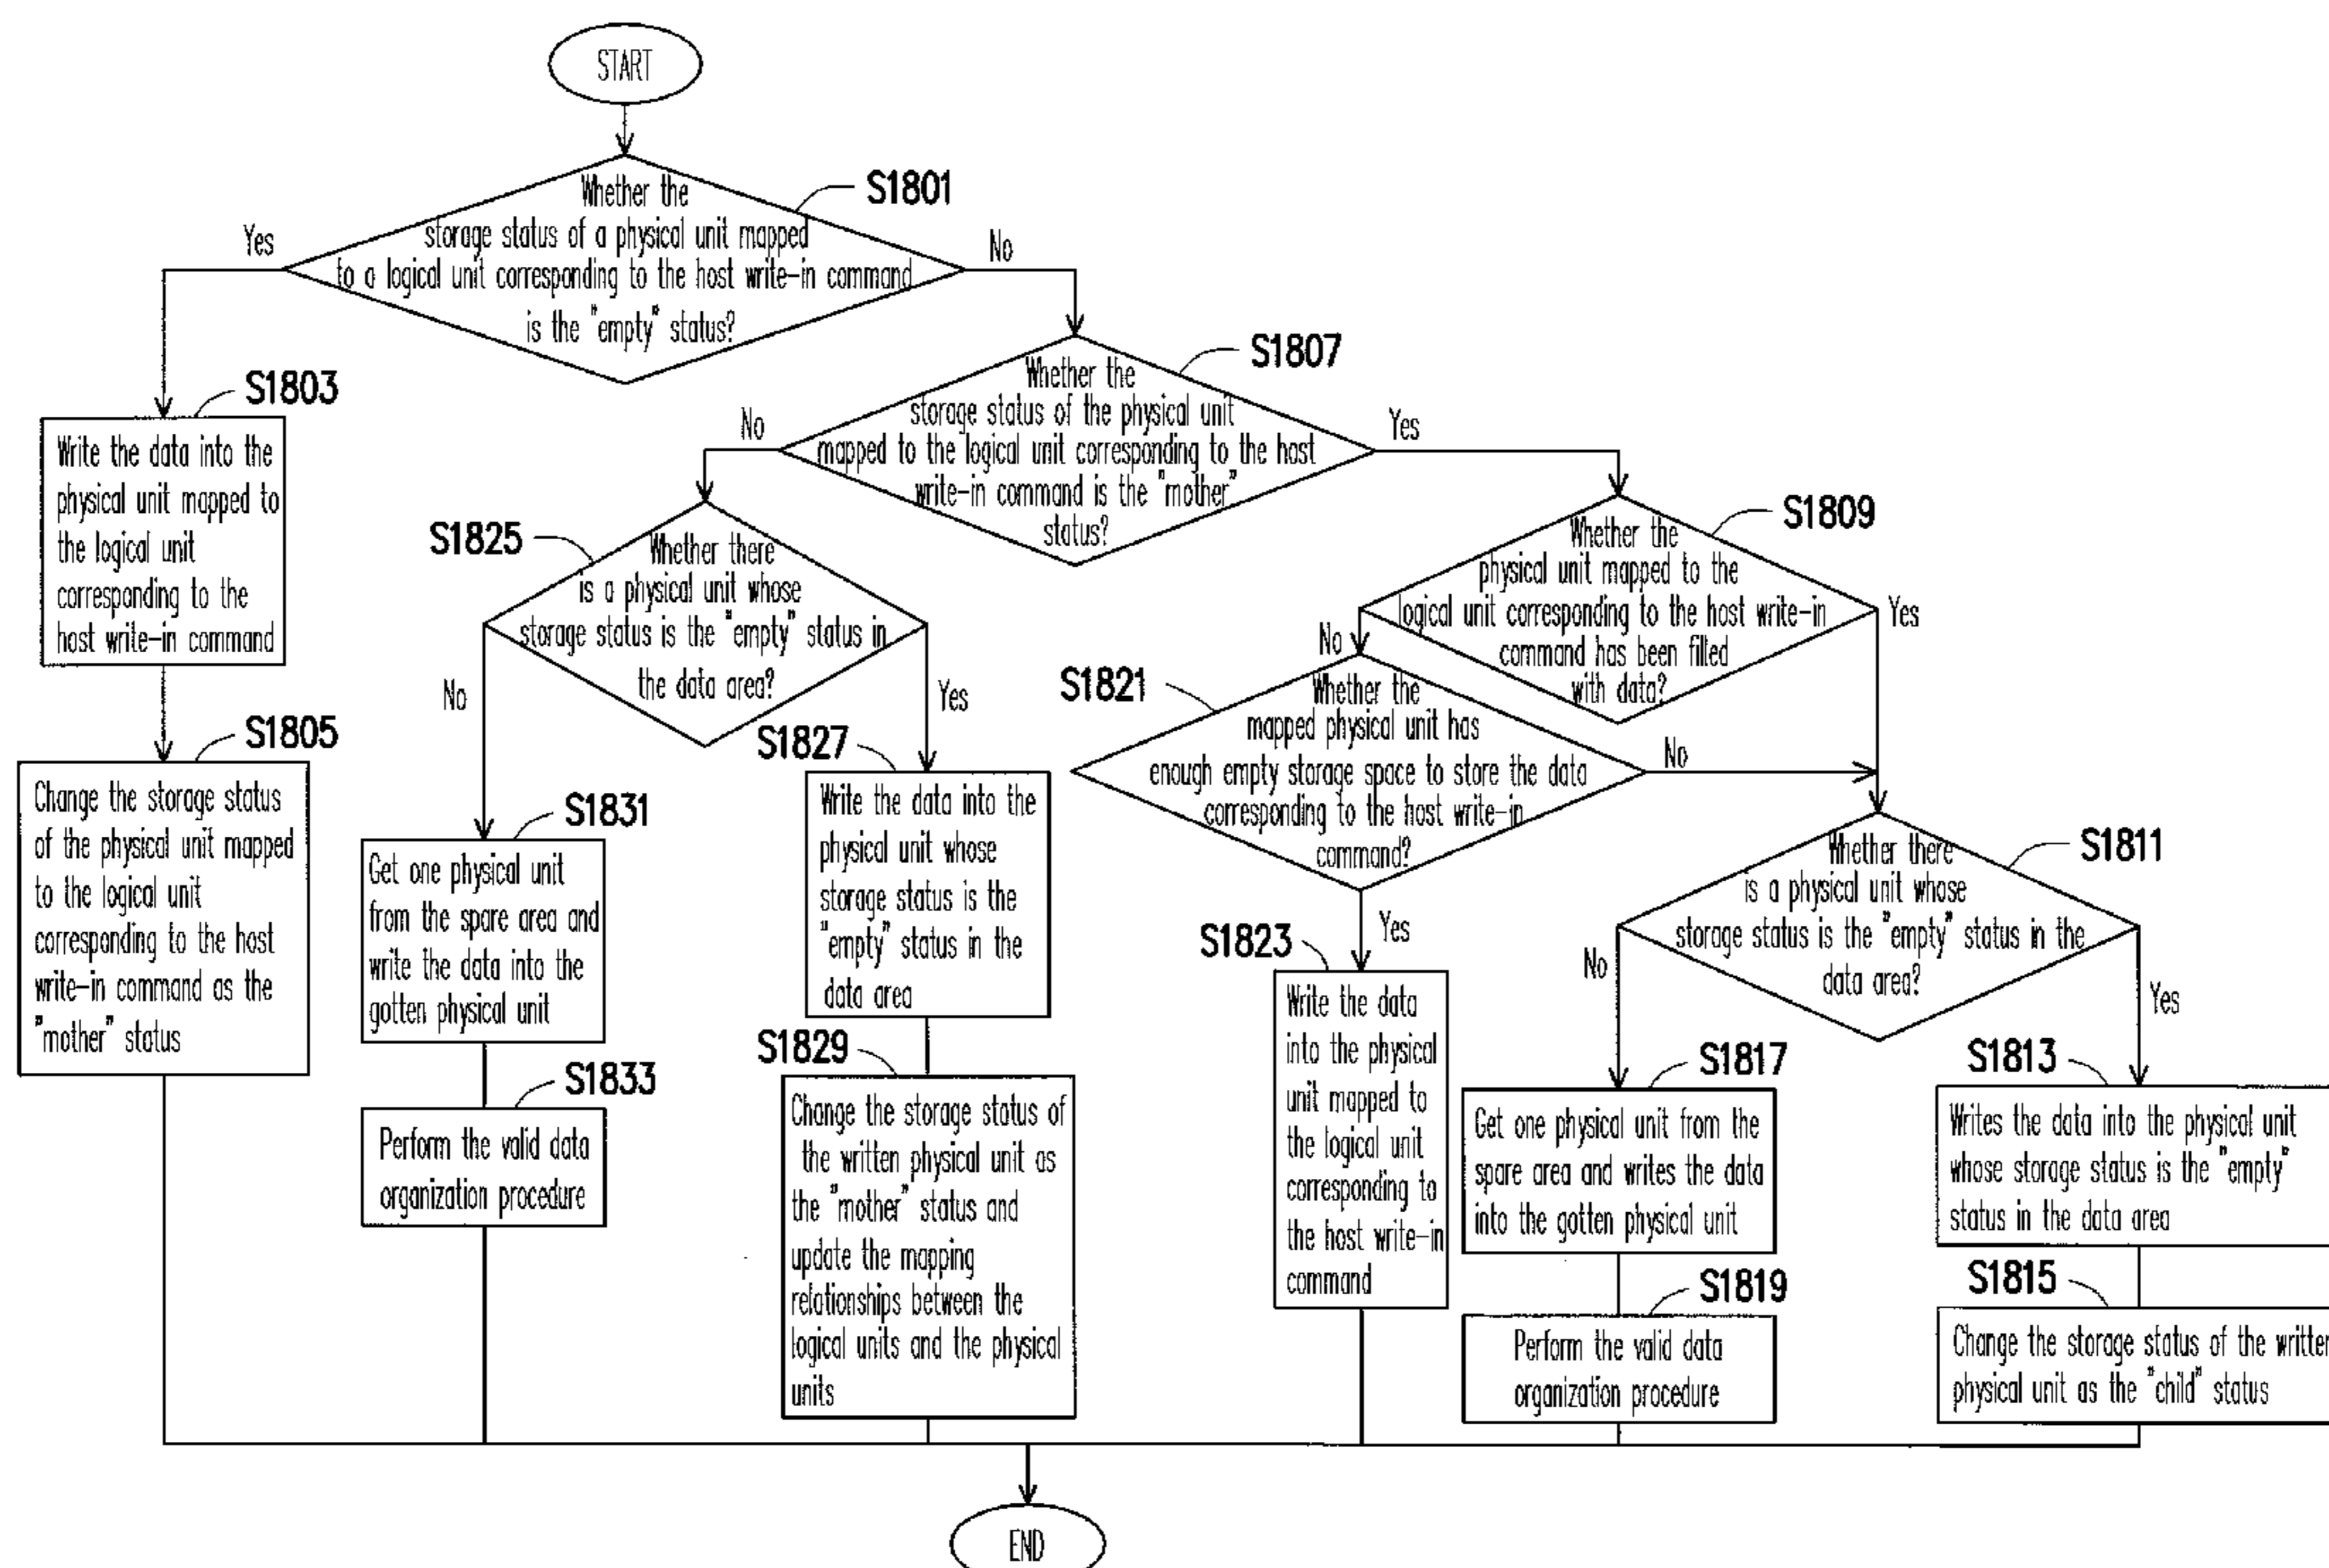 START
S1801
Whether the
storage status of a physical unit mapped
to a logical unit corresponding to the host write-in command
is the "empty" status?
Yes
No
S1803
Write the data into the
physical unit mapped to
the logical unit
corresponding to the
host write-in command
S1805
Change the storage status
of the physical unit mapped
to the logical unit
corresponding to the host
write-in command as the
"mother" status
S1807
Whether the
storage status of the physical unit
mapped to the logical unit corresponding to the host
write-in command is the "mother"
status?
No
Yes
S1825
Whether there
is a physical unit whose
storage status is the "empty" status in
the data area?
No
Yes
S1831
Get one physical unit
from the spare area and
write the data into the
gotten physical unit
S1833
Perform the valid data
organization procedure
S1827
Write the data into the
physical unit whose
storage status is the
"empty" status in the
data area
S1829
Change the storage status of
the written physical unit as
the "mother" status and
update the mapping
relationships between the
logical units and the physical
units
S1809
Whether the
physical unit mapped to the
logical unit corresponding to the host write-in
command has been filled
with data?
No
Yes
S1821
Whether the
mapped physical unit has
enough empty storage space to store the data
corresponding to the host write-in
command?
No
Yes
S1823
Write the data
into the physical
unit mapped to
the logical unit
corresponding to
the host write-in
command
S1811
Whether there
is a physical unit whose
storage status is the "empty" status in the
data area?
No
Yes
S1817
Get one physical unit from the
spare area and writes the data
into the gotten physical unit
S1819
Perform the valid data
organization procedure
S1813
Writes the data into the physical unit
whose storage status is the "empty"
status in the data area
S1815
Change the storage status of the written
physical unit as the "child" status
END